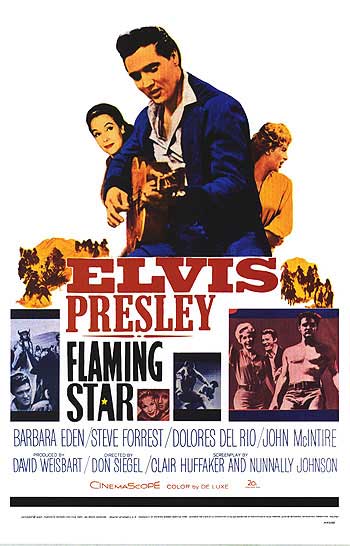 ELVIS
PRESLEY
FLAMING
STAR
BARBARA EDEN/STEVE FORREST/DOLORES DEL RIO/JOHN McINTIRE
PRODUCED BY DAVID WEISBART/DIRECTED BY DON SIEGEL/SCREENPLAY BY CLAIR HUFFAKER AND NUNNALLY JOHNSON
CINEMASCOPE COLOR by DE LUXE 20th